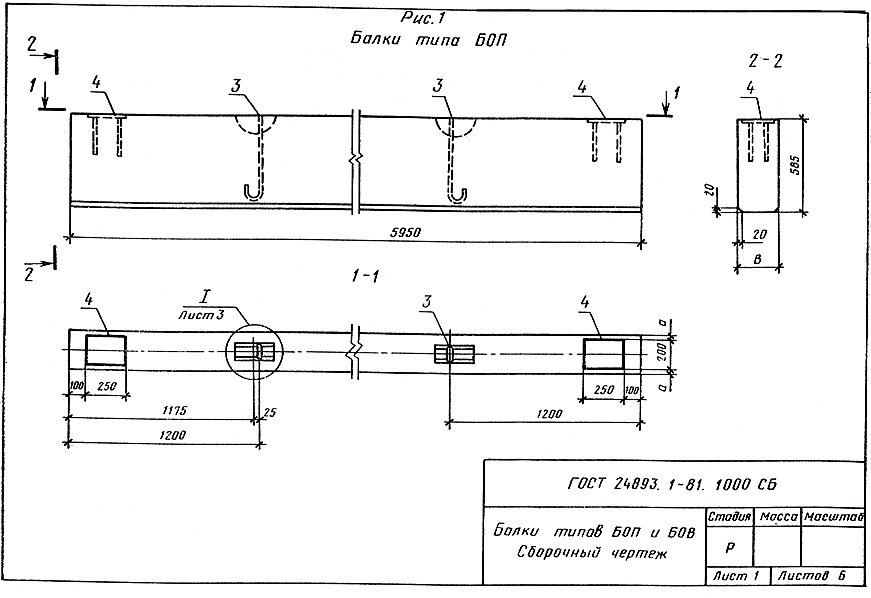 Рис.1
Балки типа БОП
2
2-2
1
4
3
3
4
1
4
585
20
20
В
5950
2
1-1
4
I
Лист 3
3
4
а
200
а
100
250
250
100
1175
25
1200
1200
ГОСТ 24893. 1-81. 1000 СБ
Балки типов БОП и БОВ
Сборочный чертеж
Стадия Масса Масштаб
Р
Лист 1 Листов 6